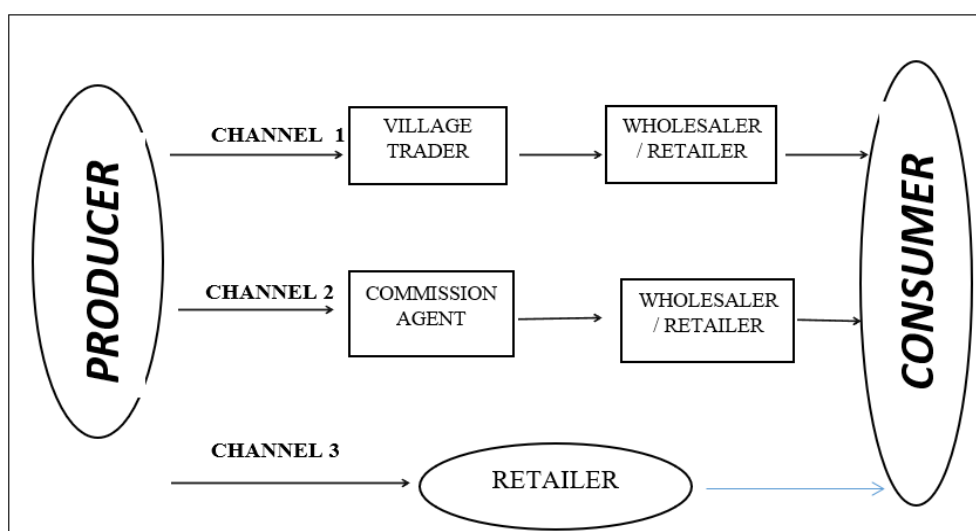 PRODUCER
CHANNEL 1
VILLAGE
TRADER
WHOLESALER
/ RETAILER
CHANNEL 2
COMMISSION
AGENT
WHOLESALER
/ RETAILER
CHANNEL 3
RETAILER
CONSUMER